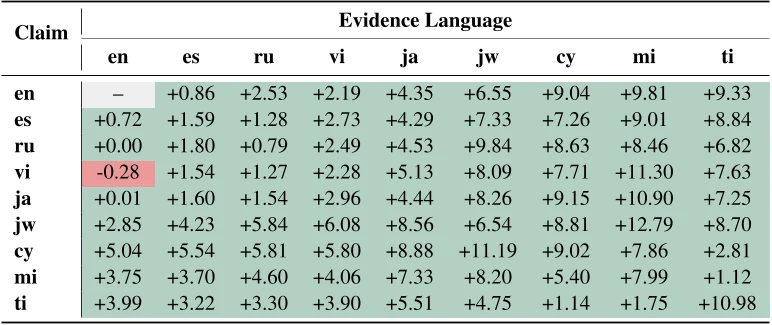 Claim Evidence Language
en es ru vi ja jw cy mi ti
en – +0.86 +2.53 +2.19 +4.35 +6.55 +9.04 +9.81 +9.33
es +0.72 +1.59 +1.28 +2.73 +4.29 +7.33 +7.26 +9.01 +8.84
ru +0.00 +1.80 +0.79 +2.49 +4.53 +9.84 +8.63 +8.46 +6.82
vi -0.28 +1.54 +1.27 +2.28 +5.13 +8.09 +7.71 +11.30 +7.63
ja +0.01 +1.60 +1.54 +2.96 +4.44 +8.26 +9.15 +10.90 +7.25
jw +2.85 +4.23 +5.84 +6.08 +8.56 +6.54 +8.81 +12.79 +8.70
cy +5.04 +5.54 +5.81 +5.80 +8.88 +11.19 +9.02 +7.86 +2.81
mi +3.75 +3.70 +4.60 +4.06 +7.33 +8.20 +5.40 +7.99 +1.12
ti +3.99 +3.22 +3.30 +3.90 +5.51 +4.75 +1.14 +1.75 +10.98